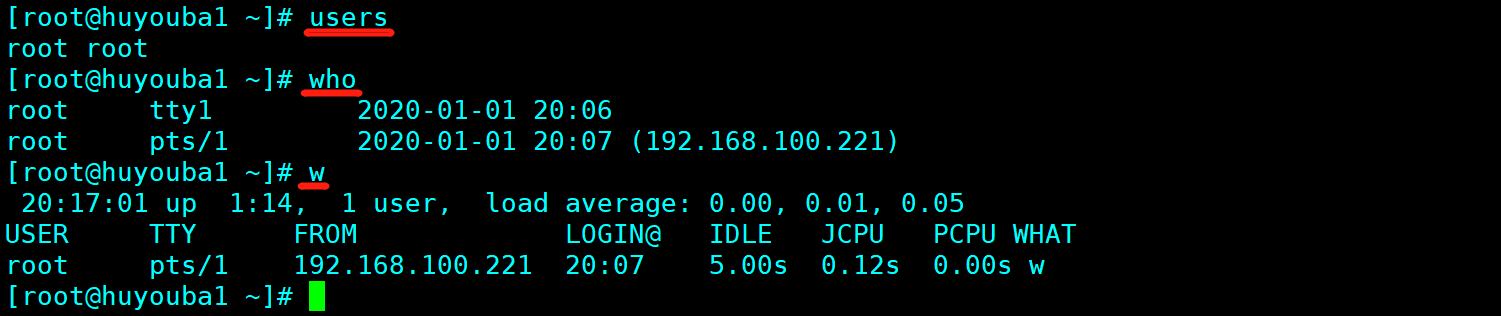 [root@huyouba1 ~]# users
root root
[root@huyouba1 ~]# who
root     tty1         2020-01-01 20:06
root     pts/1        2020-01-01 20:07 (192.168.100.221)
[root@huyouba1 ~]# w
 20:17:01 up  1:14,  1 user,  load average: 0.00, 0.01, 0.05
USER     TTY      FROM             LOGIN@   IDLE   JCPU   PCPU WHAT
root     pts/1    192.168.100.221  20:07    5.00s  0.12s  0.00s w
[root@huyouba1 ~]#